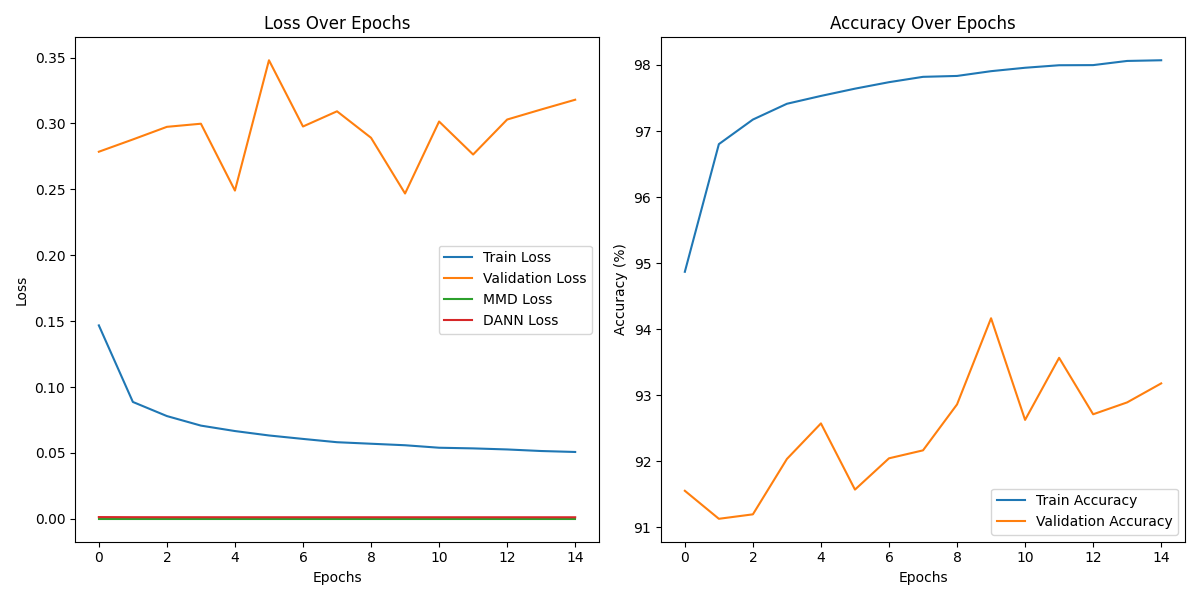 Loss Over Epochs
0.35
0.30
0.25
0.20
0.15
0.10
0.05
0.00
Loss
Train Loss
Validation Loss
MMD Loss
DANN Loss
0 2 4 6 8 10 12 14
Epochs
Accuracy Over Epochs
98
97
96
95
94
93
92
91
Accuracy (%)
Train Accuracy
Validation Accuracy
0 2 4 6 8 10 12 14
Epochs